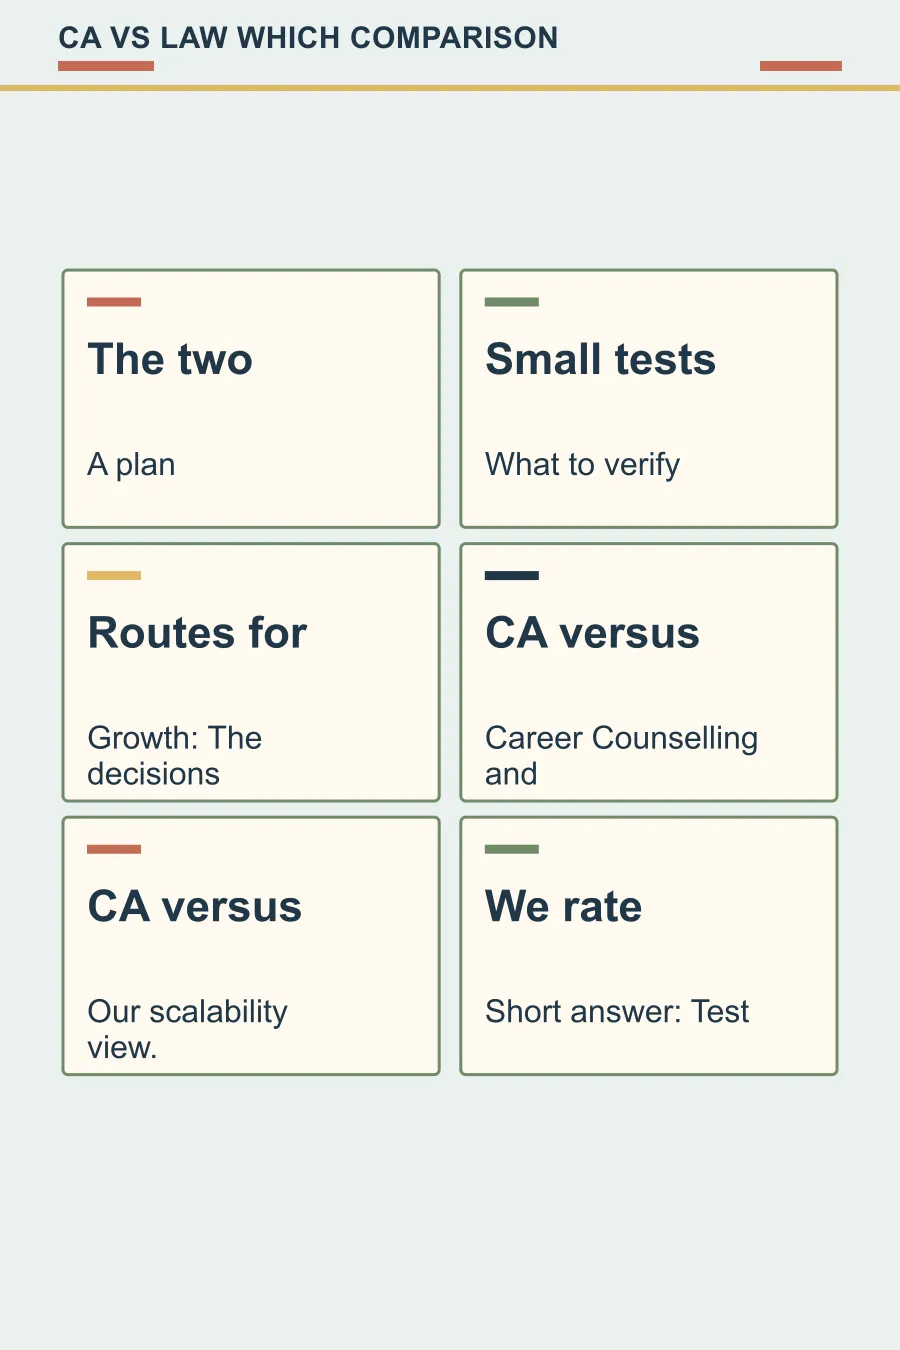 CA VS LAW WHICH COMPARISON
The two
A plan
Small tests
What to verify
Routes for
Growth: The
decisions
CA versus
Career Counselling
and
CA versus
Our scalability
view.
We rate
Short answer: Test